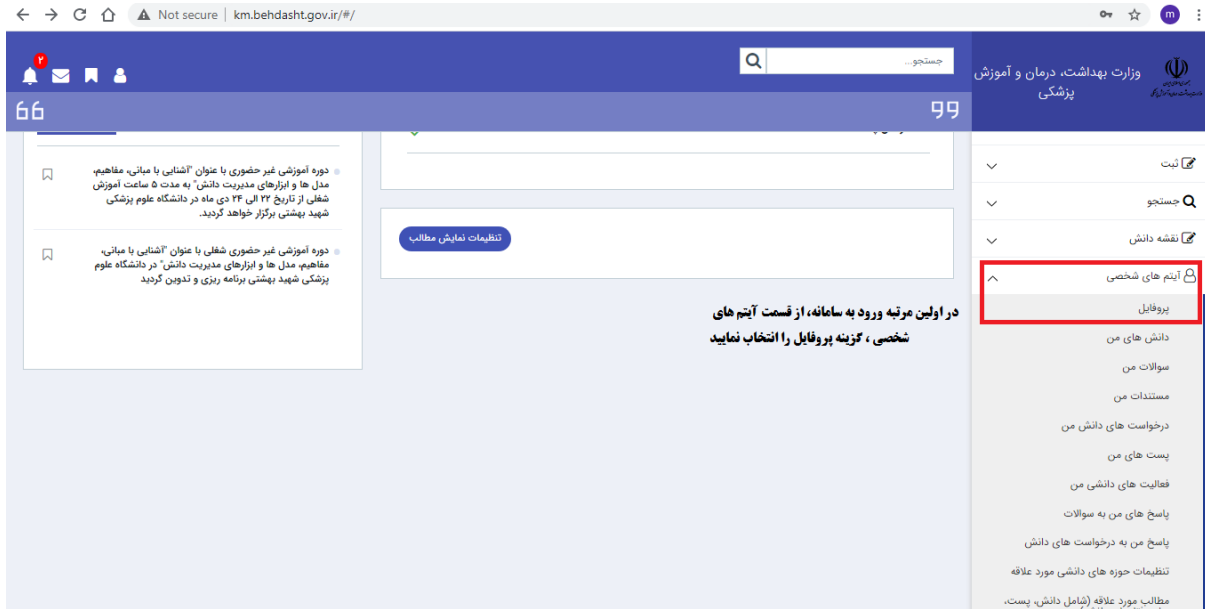 Not secure | km.behdasht.gov.ir/#/
m
وزارت بهداشت، درمان و آموزش
پزشکی
جستجو...
۲
ثبت
جستجو
نقشه دانش
آیتم های شخصی
پروفایل
دانش های من
سوالات من
مستندات من
درخواست های دانش من
پست های من
فعالیت های دانشی من
پاسخ های من به سوالات
پاسخ من به درخواست های دانش
تنظیمات حوزه های دانشی مورد علاقه
مطالب مورد علاقه (شامل دانش، پست،
تنظیمات نمایش مطالب
در اولین مرتبه ورود به سامانه، از قسمت آیتم های
شخصی ، گزینه پروفایل را انتخاب نمایید
دوره آموزشی غیر حضوری با عنوان "آشنایی با مبانی، مفاهیم،
مدل ها و ابزارهای مدیریت دانش" به مدت ۵ ساعت آموزش
شغلی از تاریخ ۲۲ الی ۲۴ دی ماه در دانشگاه علوم پزشکی
شهید بهشتی برگزار خواهد گردید.
دوره آموزشی غیر حضوری شغلی با عنوان "آشنایی با مبانی،
مفاهیم، مدل ها و ابزارهای مدیریت دانش" در دانشگاه علوم
پزشکی شهید بهشتی برنامه ریزی و تدوین گردید